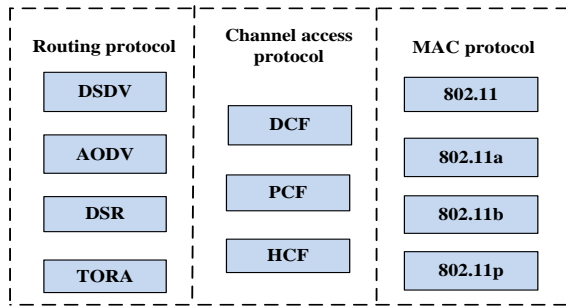 Routing protocol
DSDV
AODV
DSR
TORA
Channel access
protocol
DCF
PCF
HCF
MAC protocol
802.11
802.11a
802.11b
802.11p